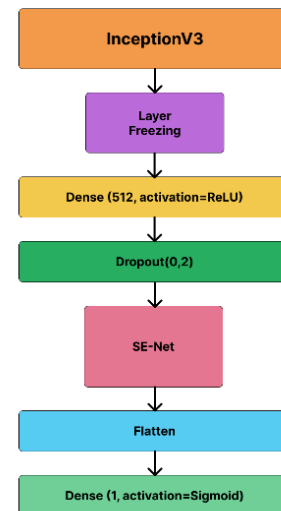 InceptionV3
Layer
Freezing
Dense (512, activation=ReLU)
Dropout(0,2)
SE-Net
Flatten
Dense (1, activation=Sigmoid)